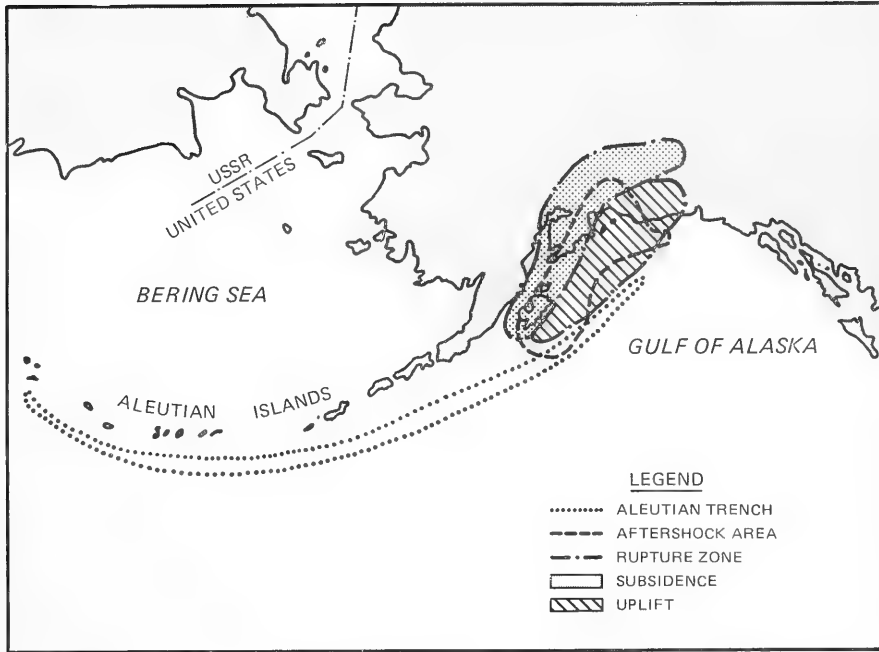 USSR
UNITED STATES
BERING SEA
GULF OF ALASKA
ALEUTIAN ISLANDS
LEGEND
ALEUTIAN TRENCH
AFTERSHOCK AREA
RUPTURE ZONE
SUBSIDENCE
UPLIFT